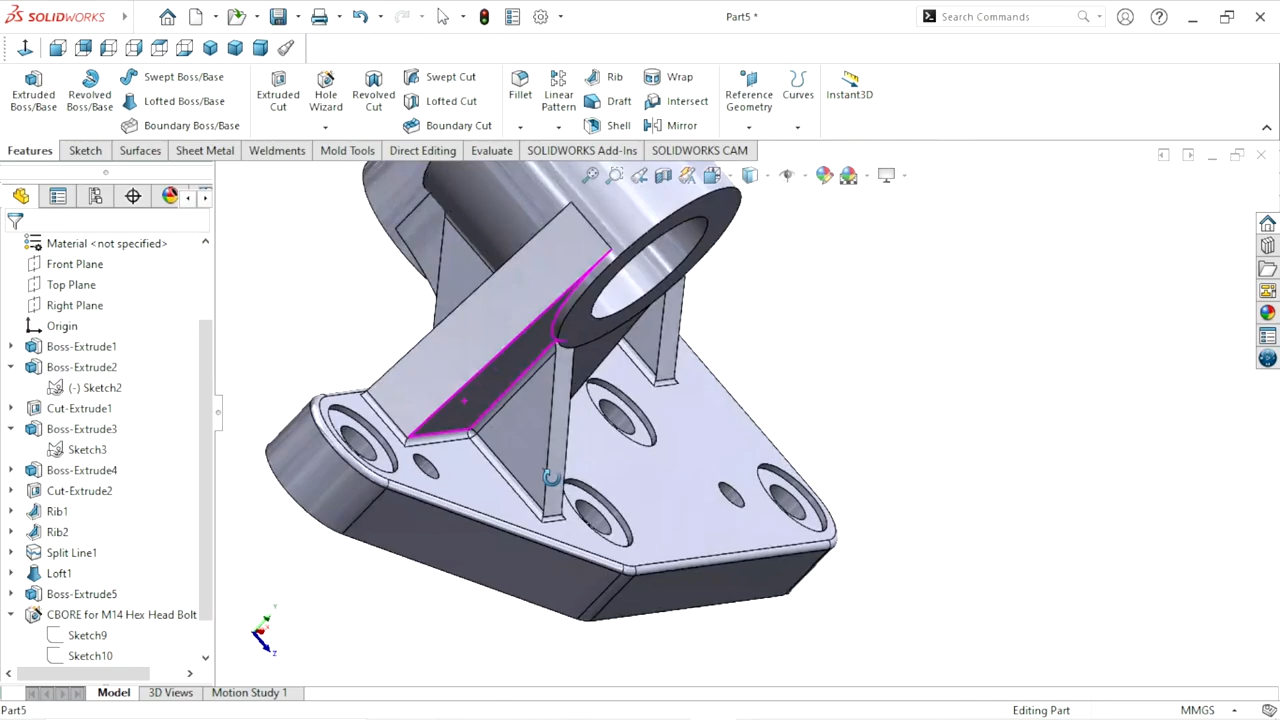 SOLIDWORKS
Part5 *
Search Commands
Extruded Boss/Base
Revolved Boss/Base
Swept Boss/Base
Lofted Boss/Base
Boundary Boss/Base
Extruded Cut
Hole Wizard
Revolved Cut
Swept Cut
Lofted Cut
Boundary Cut
Fillet
Linear Pattern
Rib
Draft
Shell
Wrap
Intersect
Mirror
Reference Geometry
Curves
Instant3D
Features
Sketch
Surfaces
Sheet Metal
Weldments
Mold Tools
Direct Editing
Evaluate
SOLIDWORKS Add-Ins
SOLIDWORKS CAM
Material <not specified>
Front Plane
Top Plane
Right Plane
Origin
Boss-Extrude1
Boss-Extrude2
(-) Sketch2
Cut-Extrude1
Boss-Extrude3
Sketch3
Boss-Extrude4
Cut-Extrude2
Rib1
Rib2
Split Line1
Loft1
Boss-Extrude5
CBORE for M14 Hex Head Bolt
Sketch9
Sketch10
Y
X
Z
Model
3D Views
Motion Study 1
Part5
Editing Part
MMGS